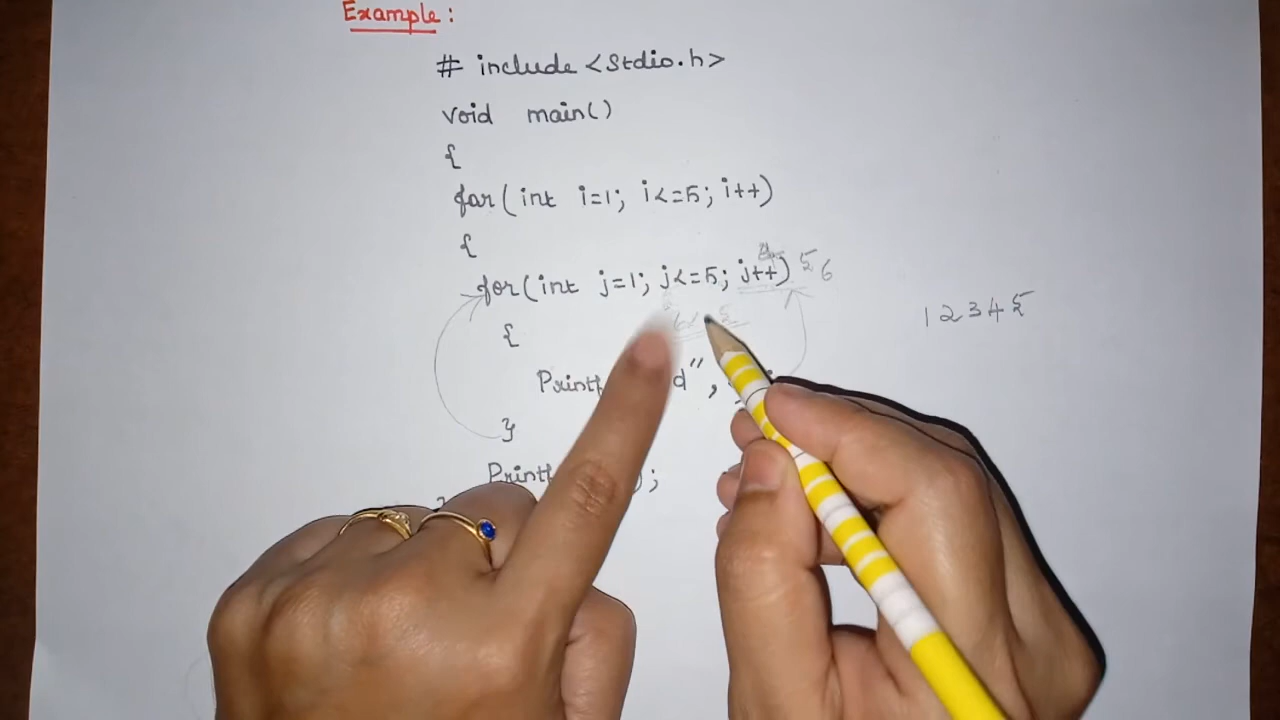 Example :
# include <stdio.h>
void main()
{
for(int i=1; i<=5; i++)
{
for(int j=1; j<=5; j++) 5 6
1 2 3 4 5
{
d",
}
);